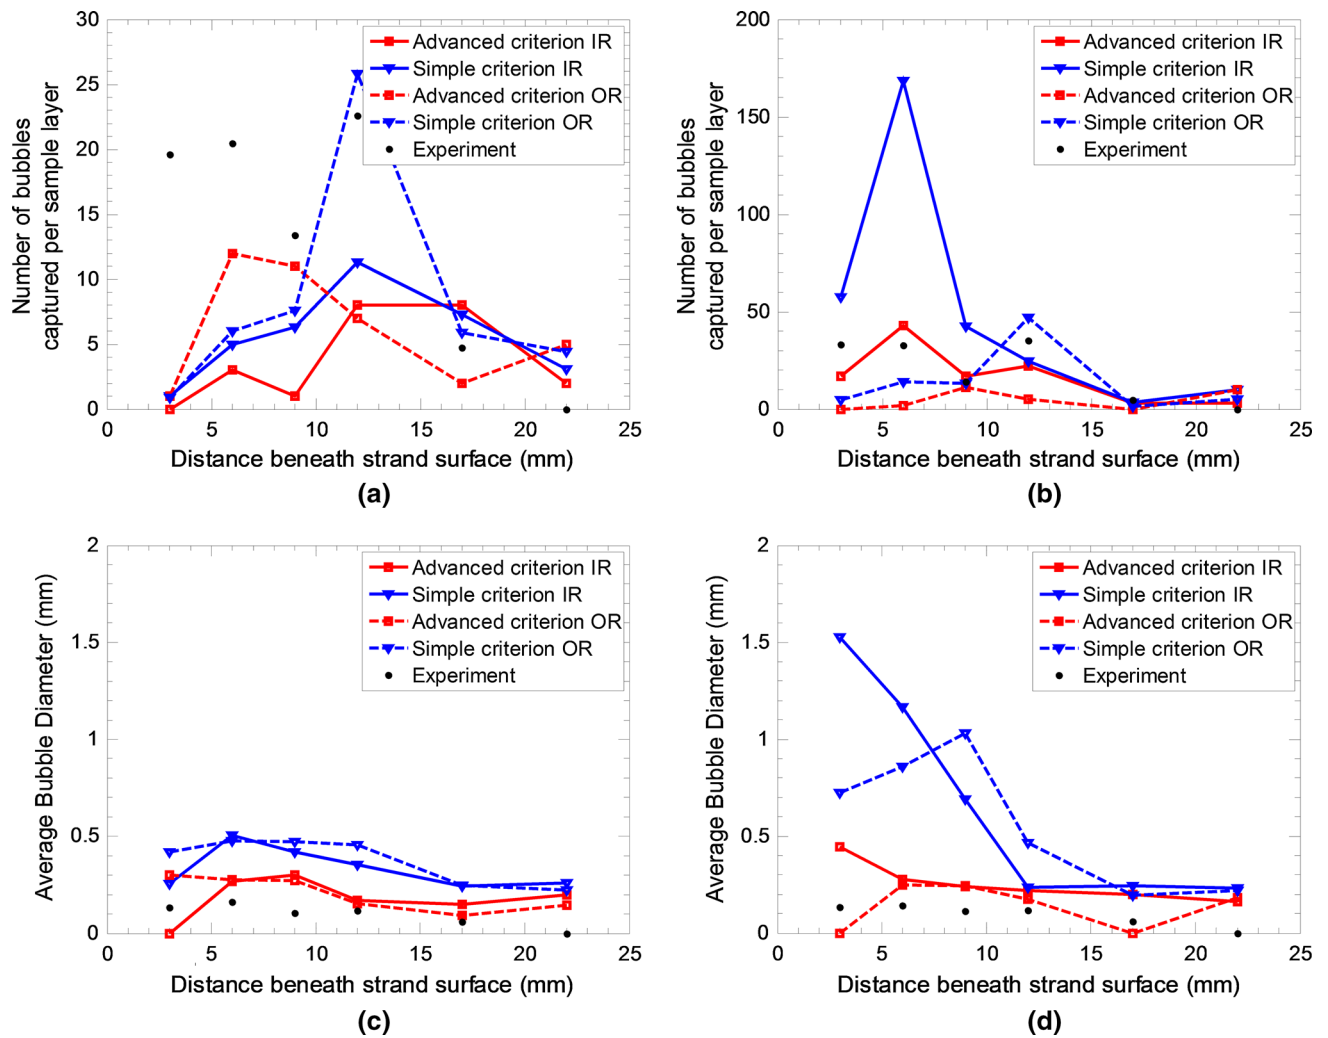 30
25
20
15
10
5
0
0 5 10 15 20 25
Number of bubbles
captured per sample layer
Distance beneath strand surface (mm)
Advanced criterion IR
Simple criterion IR
Advanced criterion OR
Simple criterion OR
Experiment
(a)
200
150
100
50
0
0 5 10 15 20 25
Number of bubbles
captured per sample layer
Distance beneath strand surface (mm)
Advanced criterion IR
Simple criterion IR
Advanced criterion OR
Simple criterion OR
Experiment
(b)
2
1.5
1
0.5
0
0 5 10 15 20 25
Average Bubble Diameter (mm)
Distance beneath strand surface (mm)
Advanced criterion IR
Simple criterion IR
Advanced criterion OR
Simple criterion OR
Experiment
(c)
2
1.5
1
0.5
0
0 5 10 15 20 25
Average Bubble Diameter (mm)
Distance beneath strand surface (mm)
Advanced criterion IR
Simple criterion IR
Advanced criterion OR
Simple criterion OR
Experiment
(d)